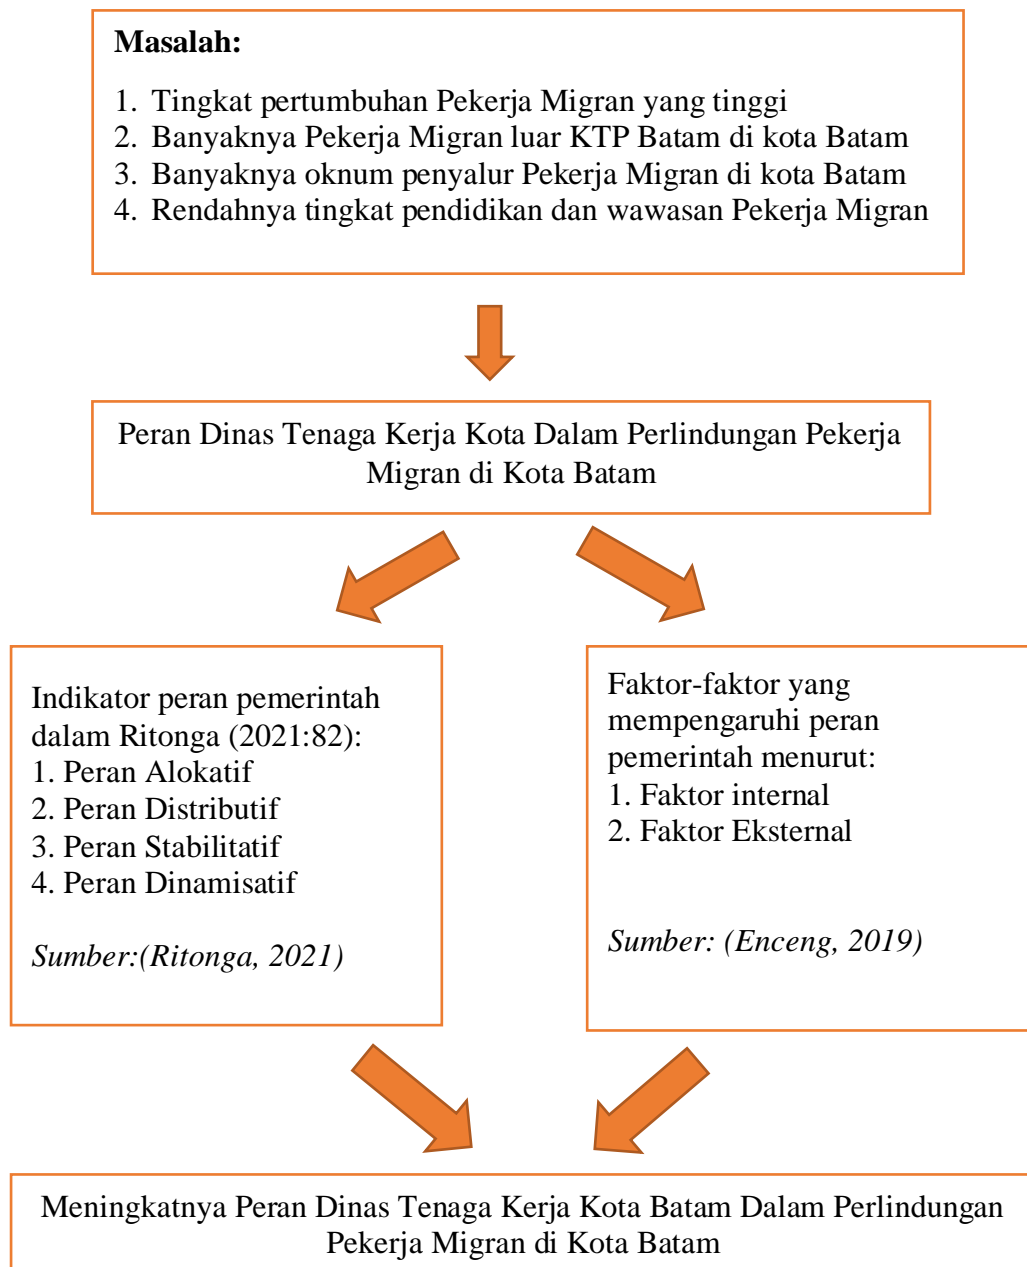 Masalah:
1. Tingkat pertumbuhan Pekerja Migran yang tinggi
2. Banyaknya Pekerja Migran luar KTP Batam di kota Batam
3. Banyaknya oknum penyalur Pekerja Migran di kota Batam
4. Rendahnya tingkat pendidikan dan wawasan Pekerja Migran
Peran Dinas Tenaga Kerja Kota Dalam Perlindungan Pekerja
Migran di Kota Batam
Indikator peran pemerintah
dalam Ritonga (2021:82):
1. Peran Alokatif
2. Peran Distributif
3. Peran Stabilitatif
4. Peran Dinamisatif
Sumber:(Ritonga, 2021)
Faktor-faktor yang
mempengaruhi peran
pemerintah menurut:
1. Faktor internal
2. Faktor Eksternal
Sumber: (Enceng, 2019)
Meningkatnya Peran Dinas Tenaga Kerja Kota Batam Dalam Perlindungan
Pekerja Migran di Kota Batam